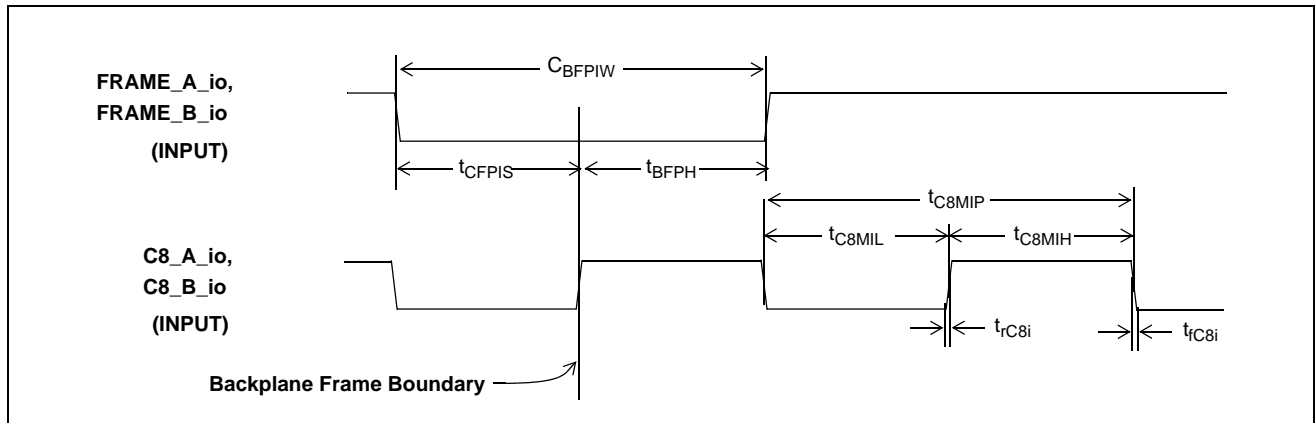 C_BFPIW
FRAME_A_io,
FRAME_B_io
(INPUT)
t_CFPIS
t_BFPH
t_C8MIP
t_C8MIL
t_C8MIH
C8_A_io,
C8_B_io
(INPUT)
t_rC8i
t_fC8i
Backplane Frame Boundary